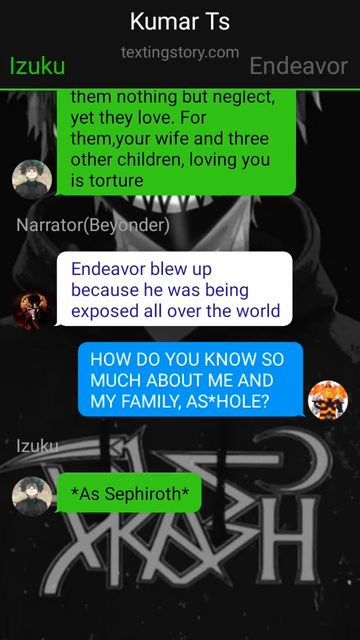 Kumar Ts
textingstory.com
Izuku
Endeavor
them nothing but neglect,
yet they love. For
them,your wife and three
other children, loving you
is torture
Narrator(Beyonder)
Endeavor blew up
because he was being
exposed all over the world
HOW DO YOU KNOW SO
MUCH ABOUT ME AND
MY FAMILY, AS*HOLE?
Izuku
*As Sephiroth*